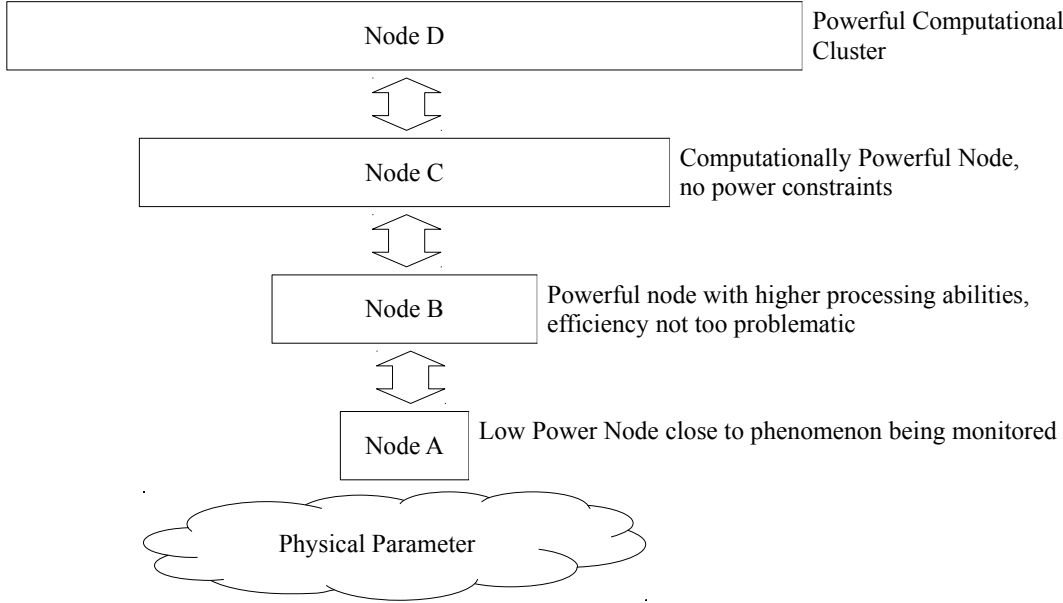 Node D
Powerful Computational
Cluster
Node C
Computationally Powerful Node,
no power constraints
Node B
Powerful node with higher processing abilities,
efficiency not too problematic
Node A
Low Power Node close to phenomenon being monitored
Physical Parameter